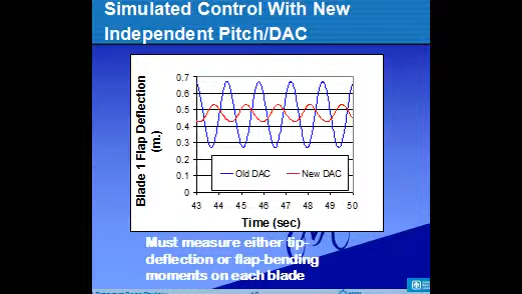 Simulated Control With New
Independent Pitch/DAC
Blade 1 Flap Deflection
(m.)
0.7
0.6
0.5
0.4
0.3
0.2
0.1
0
Old DAC
New DAC
43 44 45 46 47 48 49 50
Time (sec)
Must measure either tip-
deflection or flap-bending
moments on each blade